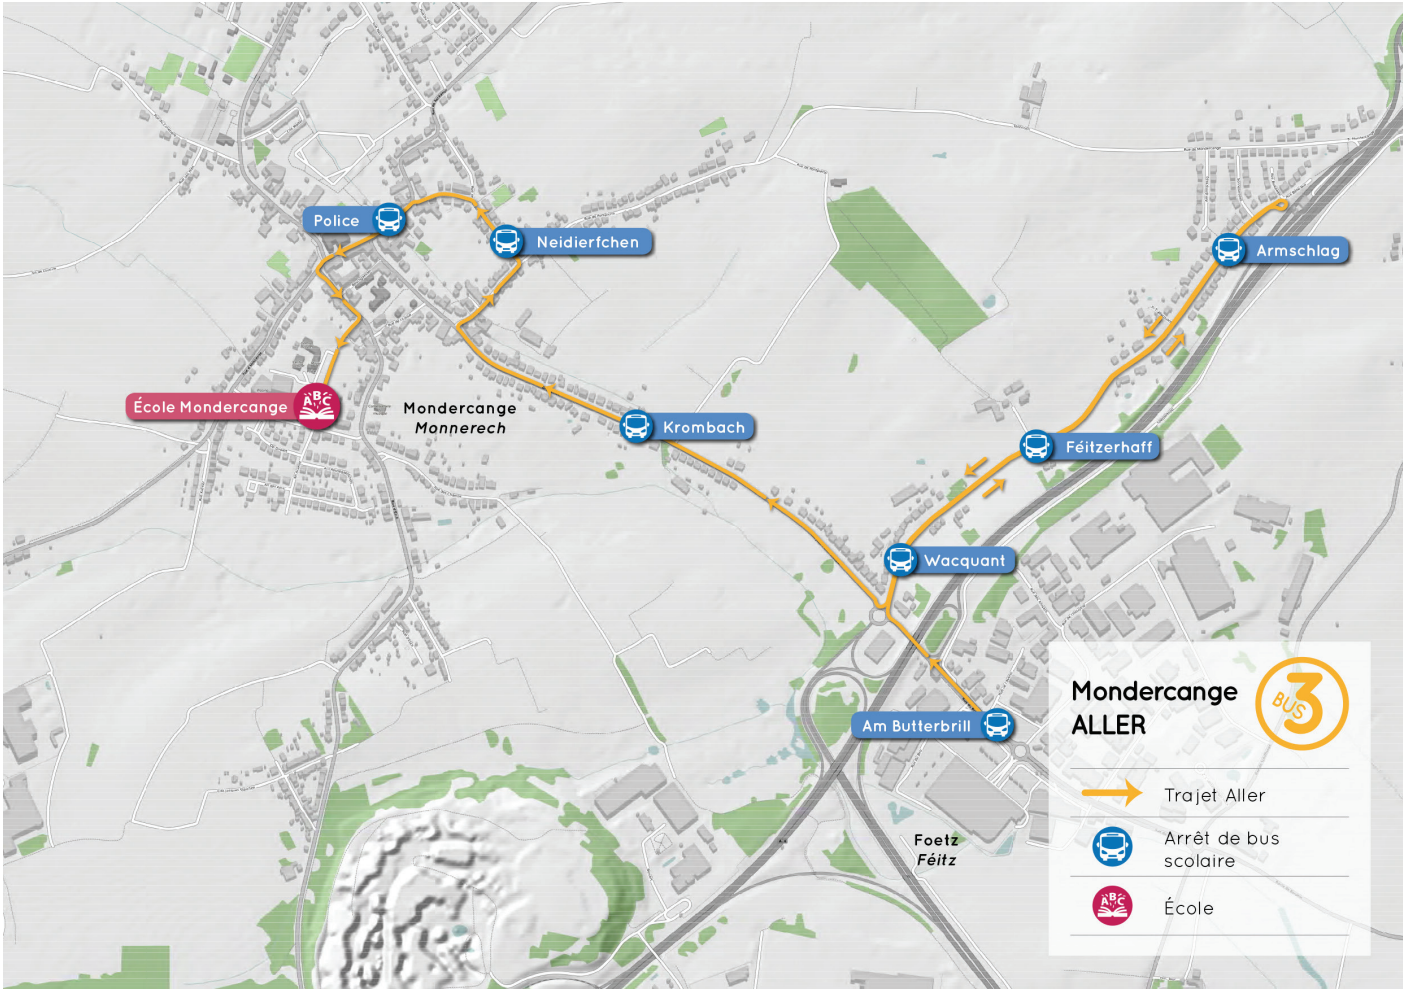 Police
Neidierfchen
Armschlag
École Mondercange
Mondercange
Monnerech
Krombach
Féitzerhaff
Wacquant
Am Butterbrill
Foetz
Féitz
Mondercange
ALLER
BUS 3
Trajet Aller
Arrêt de bus
scolaire
ABC
École